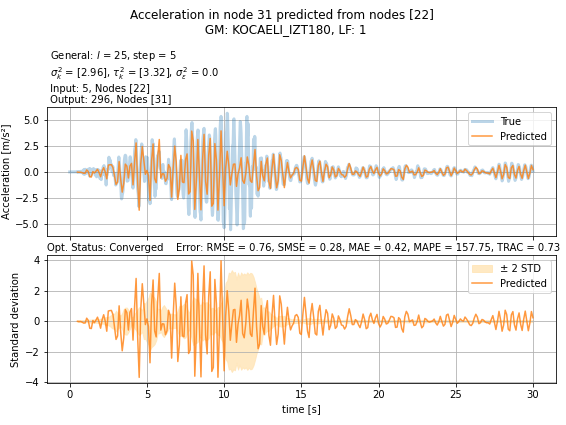 Acceleration in node 31 predicted from nodes [22]
GM: KOCAELI_IZT180, LF: 1
General: l = 25, step = 5
σ²ₖ = [2.96], τ²ₖ = [3.32], σ²ε = 0.0
Input: 5, Nodes [22]
Output: 296, Nodes [31]
Acceleration [m/s²]
5.0
2.5
0.0
−2.5
−5.0
True
Predicted
Opt. Status: Converged Error: RMSE = 0.76, SMSE = 0.28, MAE = 0.42, MAPE = 157.75, TRAC = 0.73
Standard deviation
4
2
0
−2
−4
± 2 STD
Predicted
0 5 10 15 20 25 30
time [s]